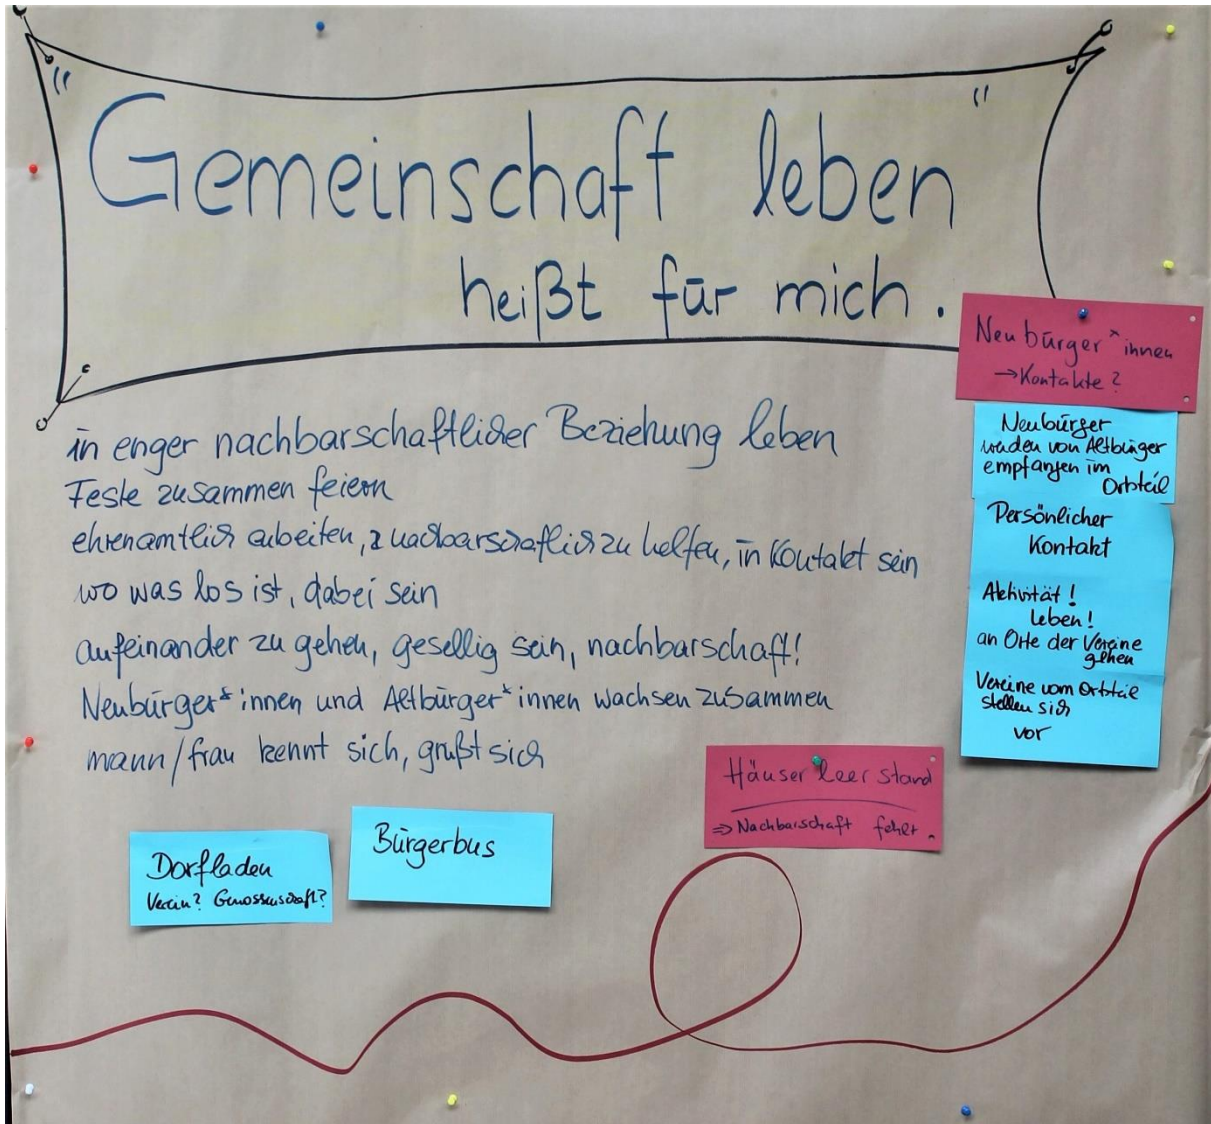 " Gemeinschaft leben "
heißt für mich.
in enger nachbarschaftlicher Beziehung leben
Feste zusammen feiern
ehrenamtlich arbeiten, nachbarschaftlich zu helfen, in Kontakt sein
wo was los ist, dabei sein
aufeinander zu gehen, gesellig sein, nachbarschaft!
Neubürger*innen und Altbürger*innen wachsen zusammen
mann/frau kennt sich, grüßt sich
Neubürger*innen
→ Kontakte?
Neubürger
werden von Altbürger
empfangen im
Ortsteil
Persönlicher
Kontakt
Aktivität!
Leben!
an Orte der Vereine
gehen
Vereine vom Ortsteil
stellen sich
vor
Häuser leer stand
⇒ Nachbarschaft fehlt.
Dorfladen
Verein? Genossenschaft?
Bürgerbus